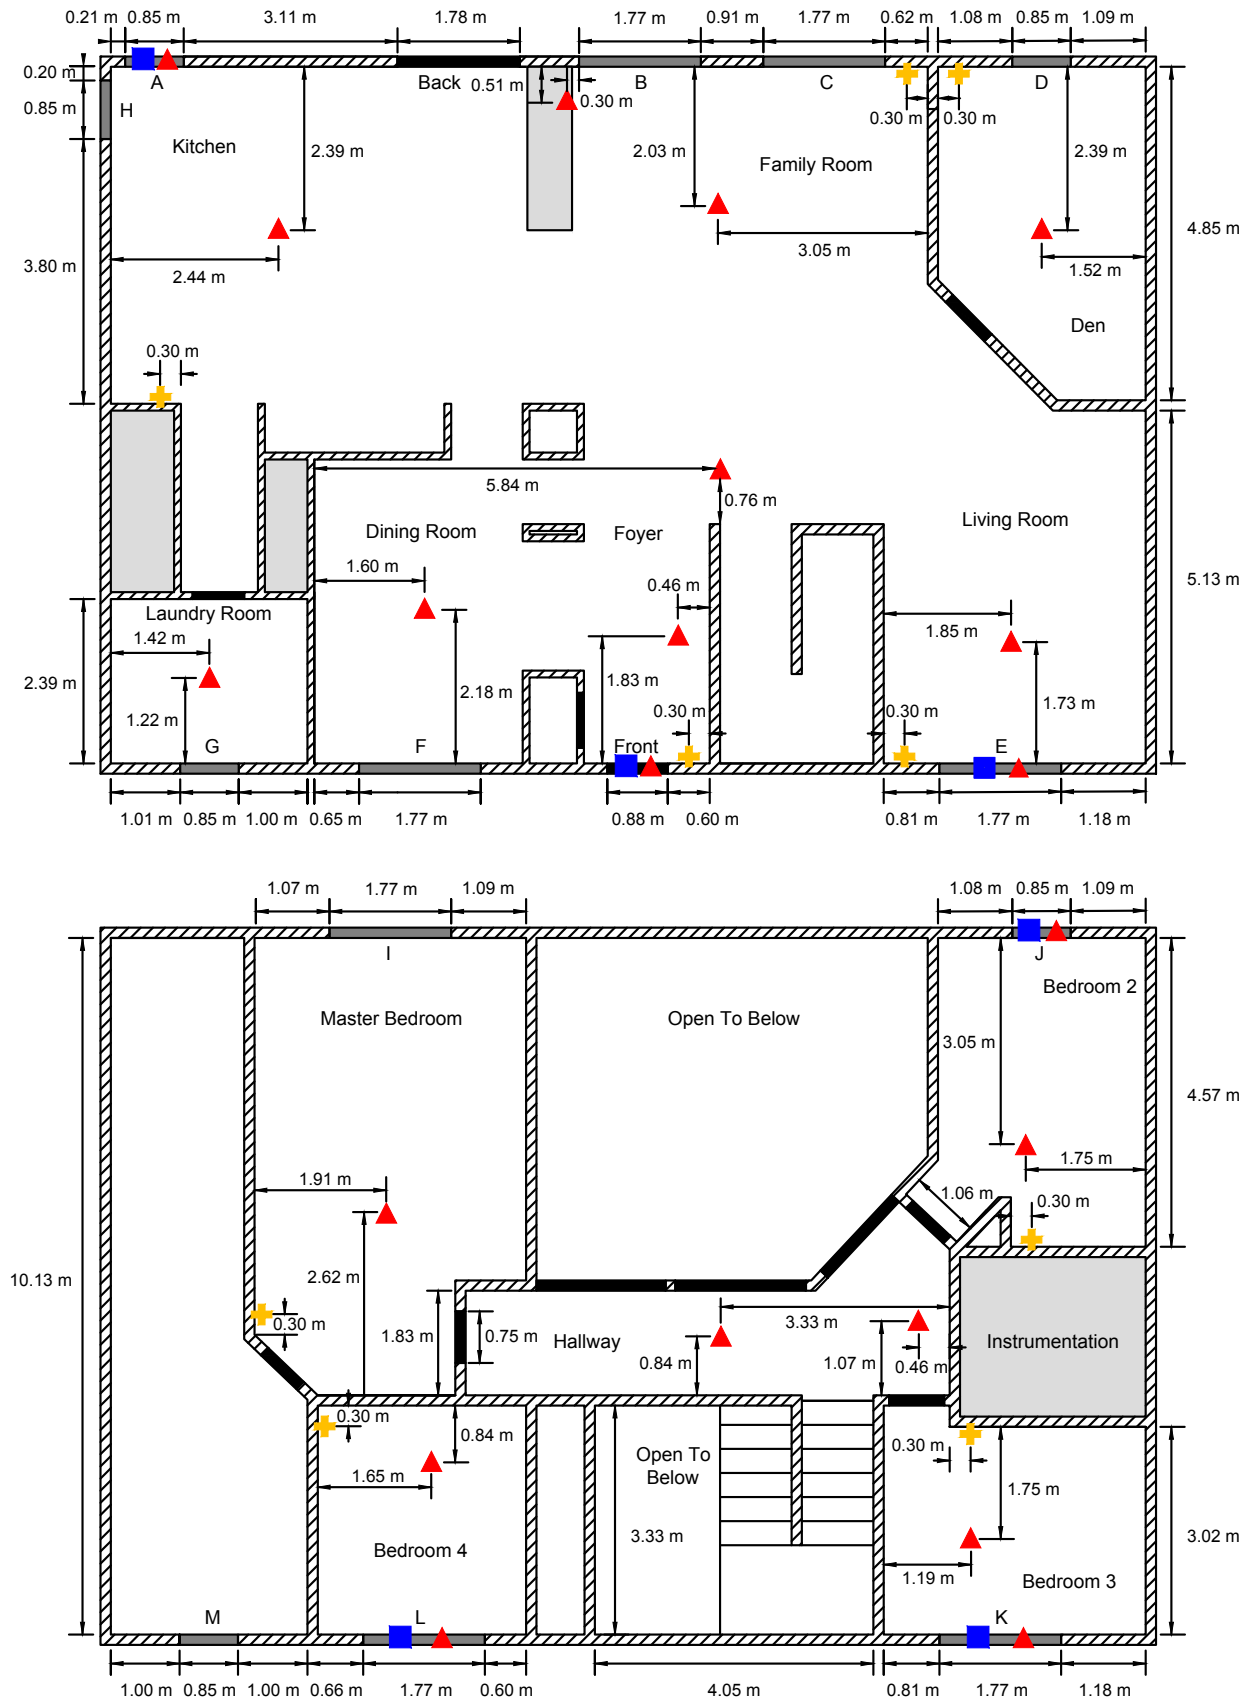 0.21 m 0.85 m 3.11 m 1.78 m 1.77 m 0.91 m 1.77 m 0.62 m 1.08 m 0.85 m 1.09 m
0.20 m
A Back B C D
0.51 m
0.30 m
0.85 m
H
0.30 m 0.30 m
Kitchen
2.39 m
2.03 m
Family Room
2.39 m
4.85 m
3.05 m
3.80 m
2.44 m
1.52 m
Den
0.30 m
5.84 m
0.76 m
Dining Room
Foyer
Living Room
1.60 m
0.46 m
5.13 m
Laundry Room
1.42 m
1.85 m
2.39 m
1.83 m
2.18 m
1.22 m
0.30 m
0.30 m
1.73 m
G F Front E
1.01 m 0.85 m 1.00 m 0.65 m 1.77 m 0.88 m 0.60 m 0.81 m 1.77 m 1.18 m
1.07 m 1.77 m 1.09 m 1.08 m 0.85 m 1.09 m
I J
Bedroom 2
Master Bedroom
Open To Below
3.05 m
4.57 m
1.91 m
1.75 m
1.06 m
0.30 m
2.62 m
10.13 m
0.30 m
1.83 m
0.75 m
Hallway
3.33 m
0.84 m
1.07 m
0.46 m
Instrumentation
0.30 m
0.84 m
0.30 m
Open To
Below
1.65 m
1.75 m
3.33 m
3.02 m
Bedroom 4
1.19 m
Bedroom 3
M L K
1.00 m 0.85 m 1.00 m 0.66 m 1.77 m 0.60 m 4.05 m 0.81 m 1.77 m 1.18 m